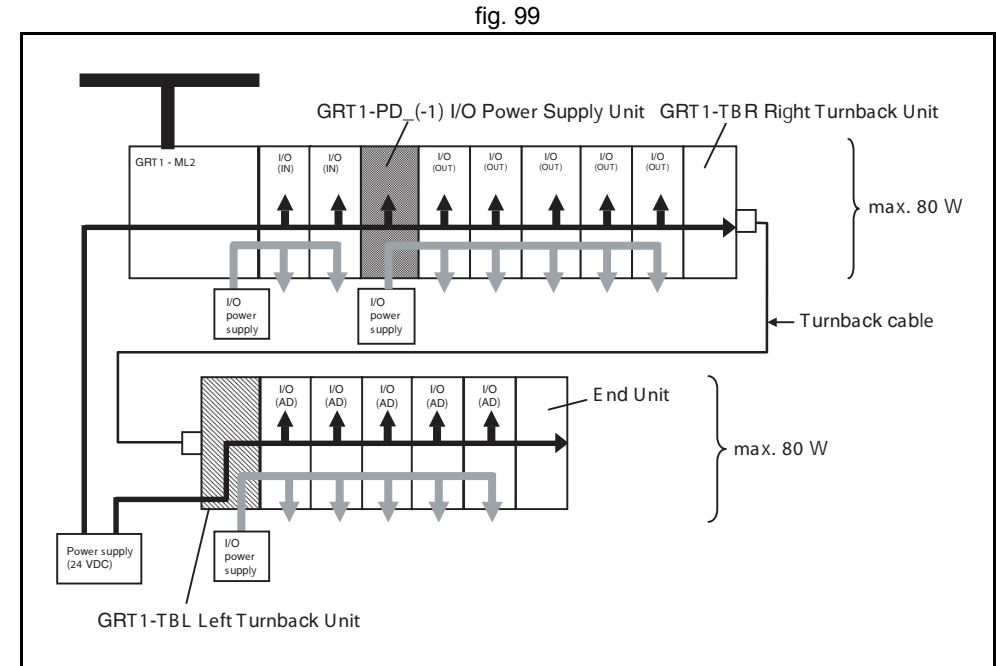 fig. 99
GRT1-PD_(-1) I/O Power Supply Unit
GRT1-TBR Right Turnback Unit
GRT1 - ML2
I/O
(IN)
I/O
(IN)
I/O
(OUT)
I/O
(OUT)
I/O
(OUT)
I/O
(OUT)
I/O
(OUT)
max. 80 W
I/O
power
supply
I/O
power
supply
Turnback cable
I/O
(AD)
I/O
(AD)
I/O
(AD)
I/O
(AD)
I/O
(AD)
End Unit
max. 80 W
Power supply
(24 VDC)
I/O
power
supply
GRT1-TBL Left Turnback Unit